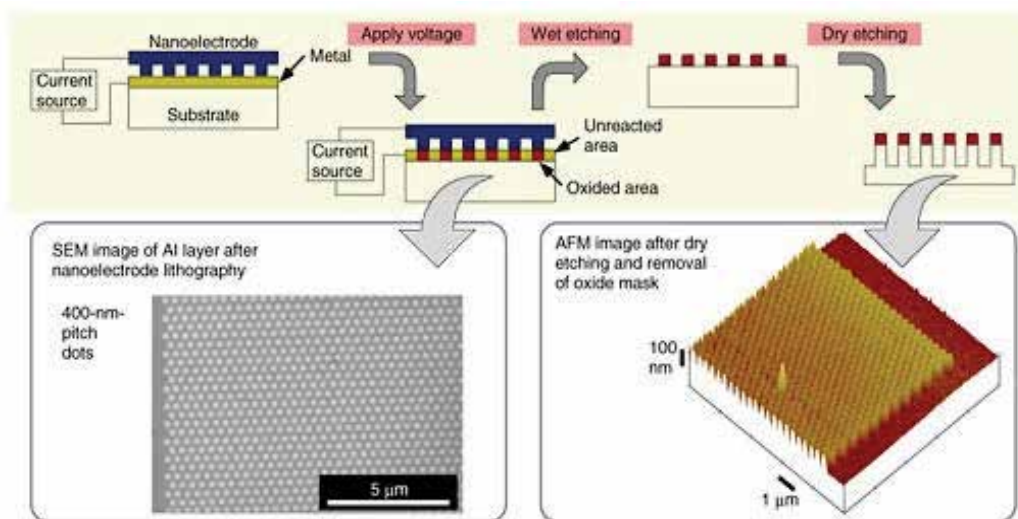 Nanoelectrode
Metal
Current
source
Substrate
Apply voltage
Wet etching
Dry etching
Current
source
Unreacted
area
Oxided area
SEM image of Al layer after
nanoelectrode lithography
400-nm-
pitch
dots
5 μm
AFM image after dry
etching and removal
of oxide mask
100
nm
1 μm